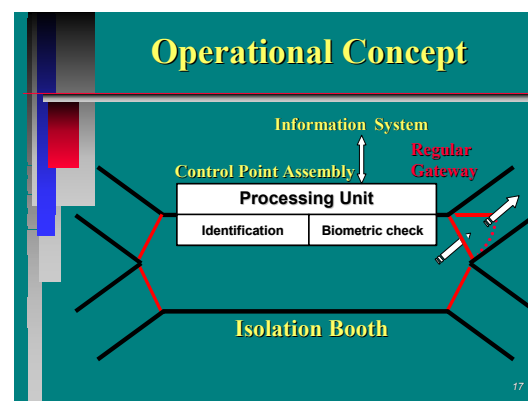 Operational Concept
Information System
Regular
Gateway
Control Point Assembly
Processing Unit
Identification
Biometric check
Isolation Booth
17